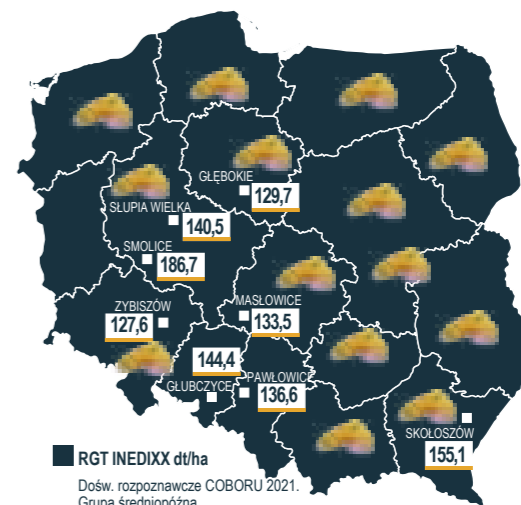 GŁĘBOKIE
129,7
SŁUPIA WIELKA
140,5
SMOLICE
186,7
ZYBISZÓW
127,6
MASŁOWICE
133,5
144,4
GŁUBCZYCE
PAWŁOWICE
136,6
SKOŁOSZÓW
155,1
RGT INEDIXX dt/ha
Dośw. rozpoznawcze COBORU 2021.
Grupa średniopóźna